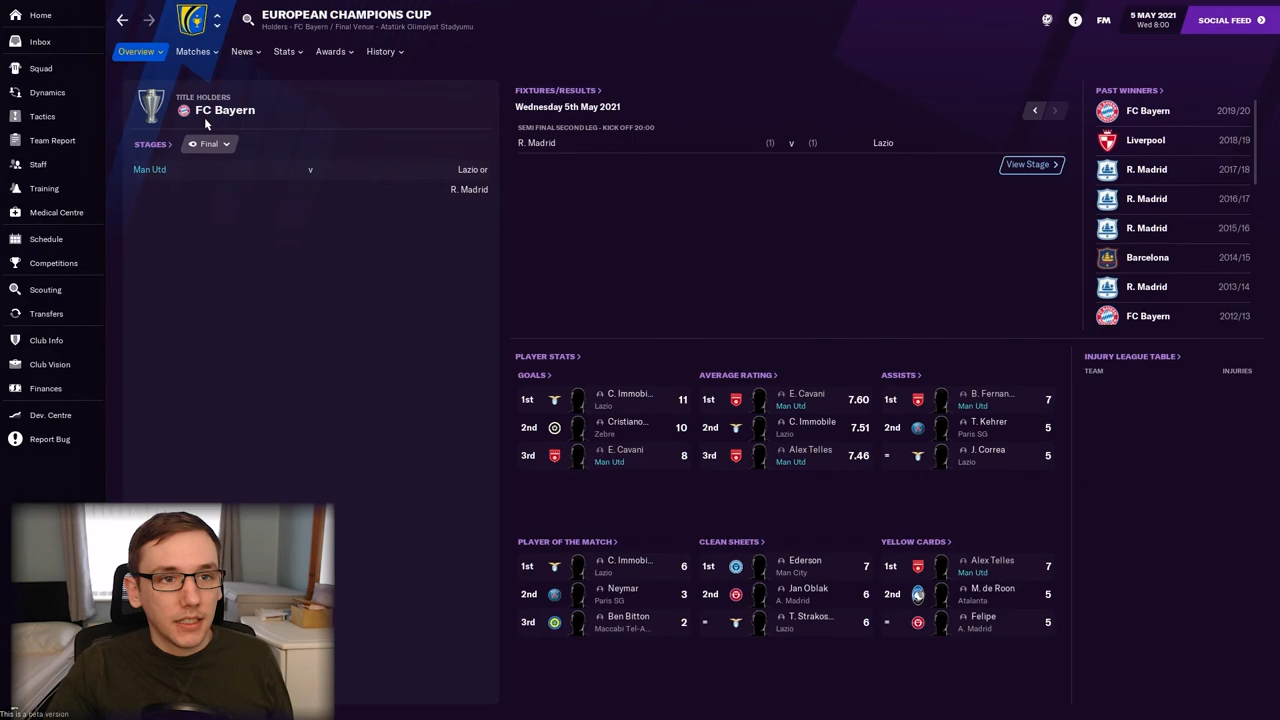 Home
Inbox
Squad
Dynamics
Tactics
Team Report
Staff
Training
Medical Centre
Schedule
Competitions
Scouting
Transfers
Club Info
Club Vision
Finances
Dev. Centre
Report Bug
This is a beta version
EUROPEAN CHAMPIONS CUP
Holders - FC Bayern / Final Venue - Atatürk Olimpiyat Stadyumu
FM
5 MAY 2021
Wed 8:00
SOCIAL FEED
Overview
Matches
News
Stats
Awards
History
TITLE HOLDERS
FC Bayern
STAGES
Final
Man Utd v Lazio or
R. Madrid
FIXTURES/RESULTS
Wednesday 5th May 2021
SEMI FINAL SECOND LEG - KICK OFF 20:00
R. Madrid (1) v (1) Lazio
View Stage
PAST WINNERS
FC Bayern 2019/20
Liverpool 2018/19
R. Madrid 2017/18
R. Madrid 2016/17
R. Madrid 2015/16
Barcelona 2014/15
R. Madrid 2013/14
FC Bayern 2012/13
PLAYER STATS
GOALS
1st C. Immobi... 11
Lazio
2nd Cristiano... 10
Zebre
3rd E. Cavani 8
Man Utd
AVERAGE RATING
1st E. Cavani 7.60
Man Utd
2nd C. Immobile 7.51
Lazio
3rd Alex Telles 7.46
Man Utd
ASSISTS
1st B. Fernan... 7
Man Utd
2nd T. Kehrer 5
Paris SG
= J. Correa 5
Lazio
INJURY LEAGUE TABLE
TEAM INJURIES
PLAYER OF THE MATCH
1st C. Immobi... 6
Lazio
2nd Neymar 3
Paris SG
3rd Ben Bitton 2
Maccabi Tel-A...
CLEAN SHEETS
1st Ederson 7
Man City
2nd Jan Oblak 6
A. Madrid
= T. Strakos... 6
Lazio
YELLOW CARDS
1st Alex Telles 7
Man Utd
2nd M. de Roon 5
Atalanta
= Felipe 5
A. Madrid